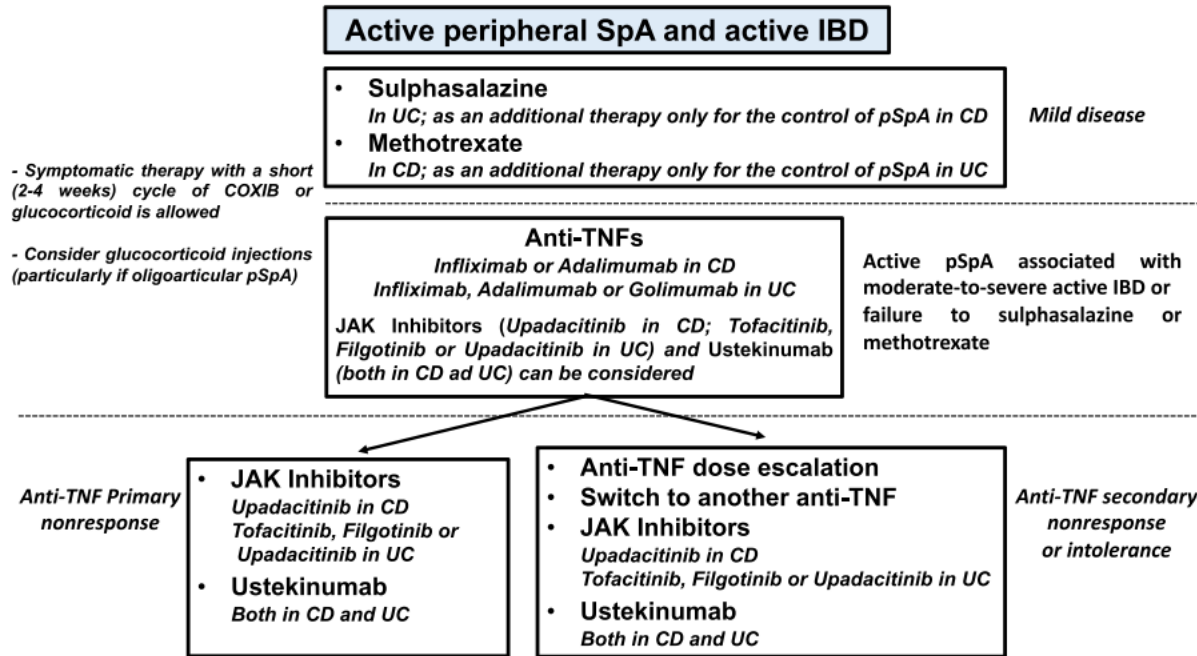 Active peripheral SpA and active IBD
• Sulphasalazine
In UC; as an additional therapy only for the control of pSpA in CD
• Methotrexate
In CD; as an additional therapy only for the control of pSpA in UC
Mild disease
- Symptomatic therapy with a short
(2-4 weeks) cycle of COXIB or
glucocorticoid is allowed
- Consider glucocorticoid injections
(particularly if oligoarticular pSpA)
Anti-TNFs
Infliximab or Adalimumab in CD
Infliximab, Adalimumab or Golimumab in UC
JAK Inhibitors (Upadacitinib in CD; Tofacitinib,
Filgotinib or Upadacitinib in UC) and Ustekinumab
(both in CD ad UC) can be considered
Active pSpA associated with
moderate-to-severe active IBD or
failure to sulphasalazine or
methotrexate
Anti-TNF Primary
nonresponse
• JAK Inhibitors
Upadacitinib in CD
Tofacitinib, Filgotinib or
Upadacitinib in UC
• Ustekinumab
Both in CD and UC
• Anti-TNF dose escalation
• Switch to another anti-TNF
• JAK Inhibitors
Upadacitinib in CD
Tofacitinib, Filgotinib or Upadacitinib in UC
• Ustekinumab
Both in CD and UC
Anti-TNF secondary
nonresponse
or intolerance